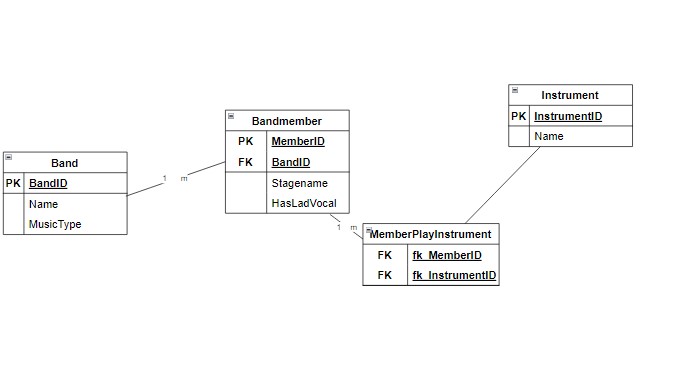 Instrument
PK InstrumentID
Name
Bandmember
PK MemberID
FK BandID
Stagename
HasLadVocal
Band
PK BandID
Name
MusicType
1 m
1 m
MemberPlayInstrument
FK fk_MemberID
FK fk_InstrumentID